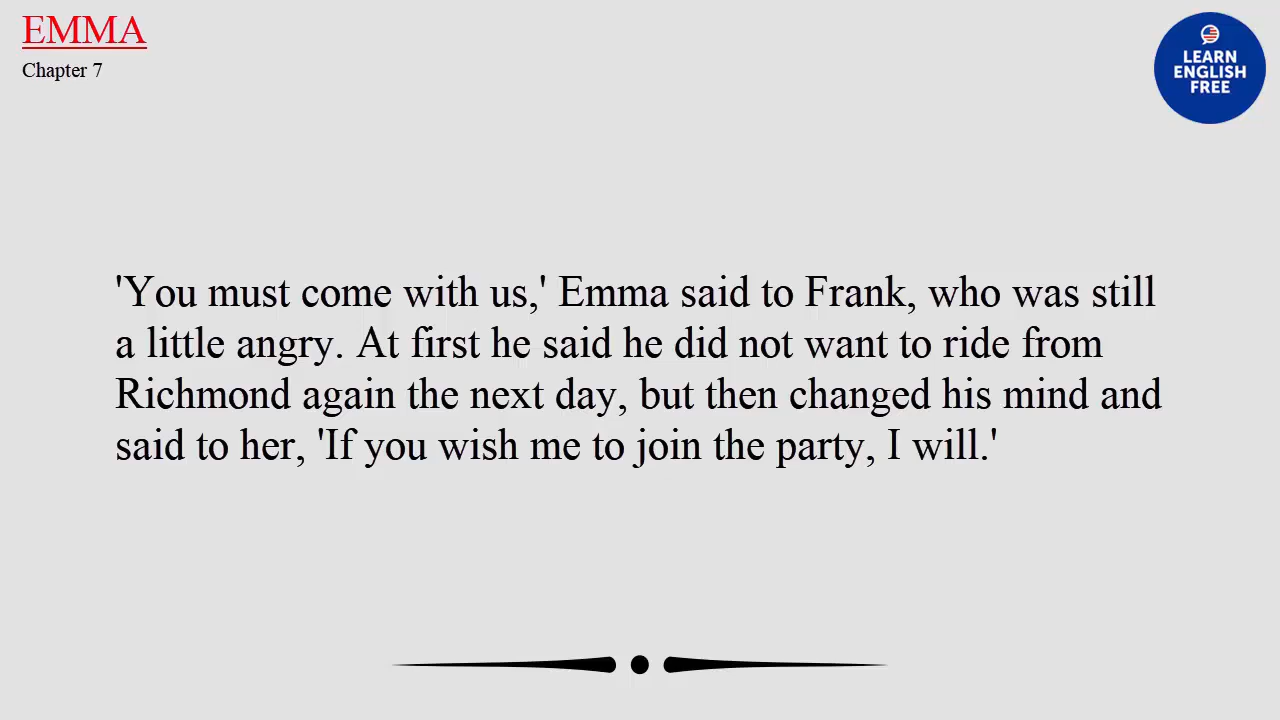 EMMA
Chapter 7
LEARN
ENGLISH
FREE
'You must come with us,' Emma said to Frank, who was still
a little angry. At first he said he did not want to ride from
Richmond again the next day, but then changed his mind and
said to her, 'If you wish me to join the party, I will.'